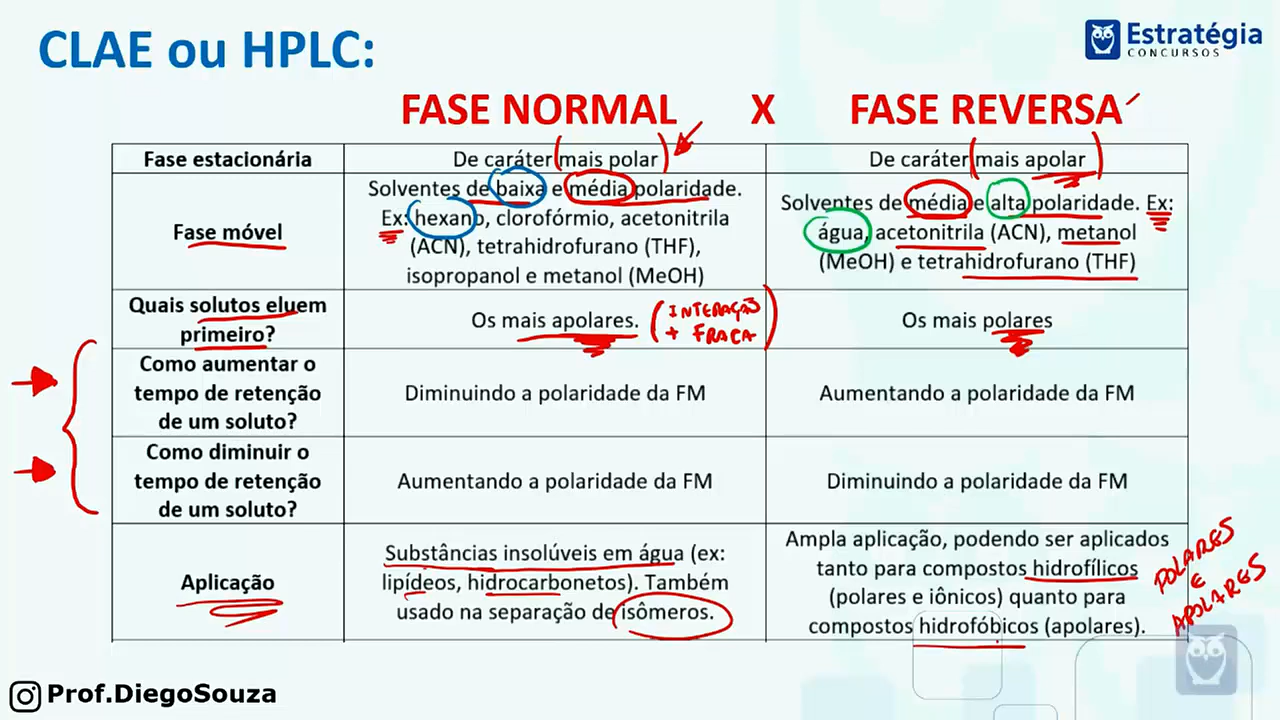 CLAE ou HPLC:
Estratégia
CONCURSOS
FASE NORMAL X FASE REVERSA
Fase estacionária
De caráter mais polar
De caráter mais apolar
Fase móvel
Solventes de baixa e média polaridade.
Ex: hexano, clorofórmio, acetonitrila
(ACN), tetrahidrofurano (THF),
isopropanol e metanol (MeOH)
Solventes de média e alta polaridade. Ex:
água, acetonitrila (ACN), metanol
(MeOH) e tetrahidrofurano (THF)
Quais solutos eluem
primeiro?
Os mais apolares.
(INTERAÇÃO
+ FRACA)
Os mais polares
Como aumentar o
tempo de retenção
de um soluto?
Diminuindo a polaridade da FM
Aumentando a polaridade da FM
Como diminuir o
tempo de retenção
de um soluto?
Aumentando a polaridade da FM
Diminuindo a polaridade da FM
Aplicação
Substâncias insolúveis em água (ex:
lipídeos, hidrocarbonetos). Também
usado na separação de isômeros.
Ampla aplicação, podendo ser aplicados
tanto para compostos hidrofílicos
(polares e iônicos) quanto para
compostos hidrofóbicos (apolares).
POLARES
E
APOLARES
Prof.DiegoSouza